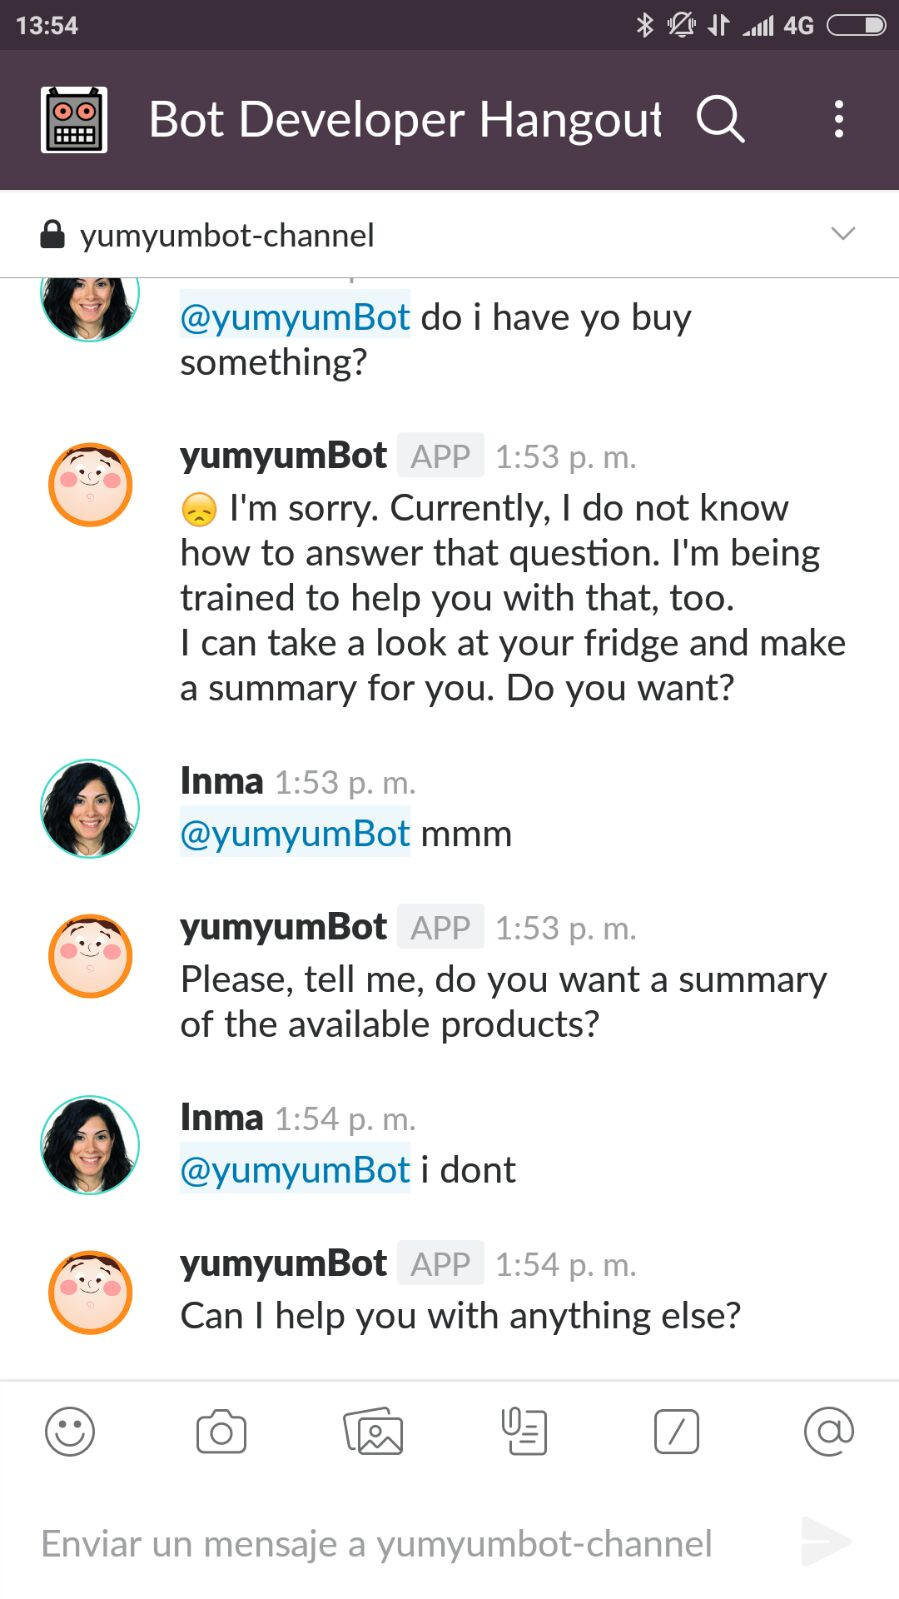 13:54
4G
Bot Developer Hangout
yumyumbot-channel
@yumyumBot do i have yo buy
something?
yumyumBot APP 1:53 p. m.
I'm sorry. Currently, I do not know
how to answer that question. I'm being
trained to help you with that, too.
I can take a look at your fridge and make
a summary for you. Do you want?
Inma 1:53 p. m.
@yumyumBot mmm
yumyumBot APP 1:53 p. m.
Please, tell me, do you want a summary
of the available products?
Inma 1:54 p. m.
@yumyumBot i dont
yumyumBot APP 1:54 p. m.
Can I help you with anything else?
Enviar un mensaje a yumyumbot-channel